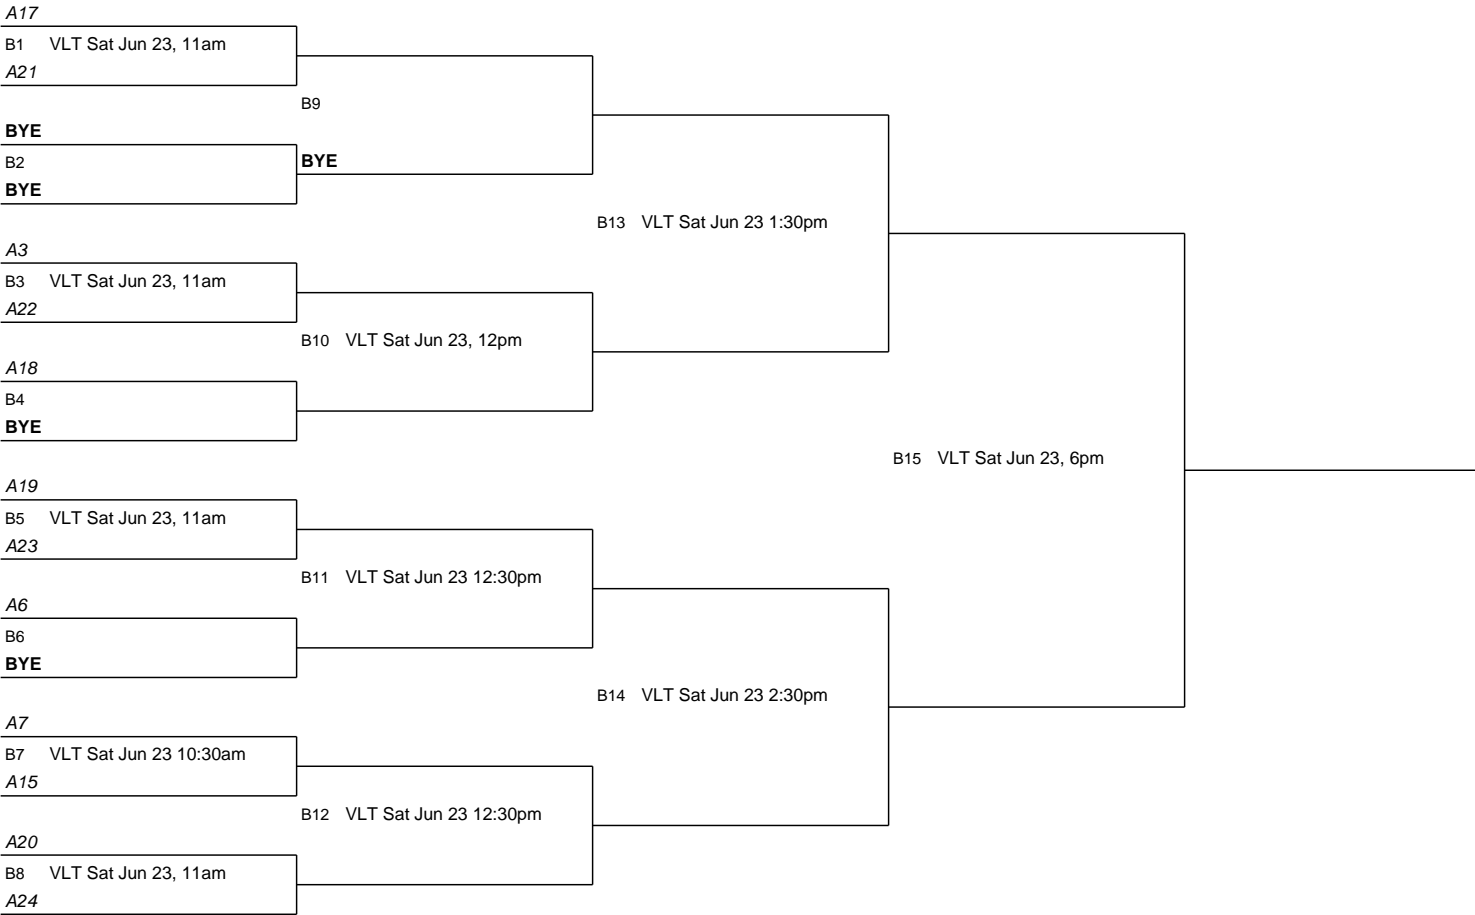 A17
B1 VLT Sat Jun 23, 11am
A21
B9
BYE
B2
BYE
BYE
B13 VLT Sat Jun 23 1:30pm
A3
B3 VLT Sat Jun 23, 11am
A22
B10 VLT Sat Jun 23, 12pm
A18
B4
BYE
B15 VLT Sat Jun 23, 6pm
A19
B5 VLT Sat Jun 23, 11am
A23
B11 VLT Sat Jun 23 12:30pm
A6
B6
BYE
B14 VLT Sat Jun 23 2:30pm
A7
B7 VLT Sat Jun 23 10:30am
A15
B12 VLT Sat Jun 23 12:30pm
A20
B8 VLT Sat Jun 23, 11am
A24